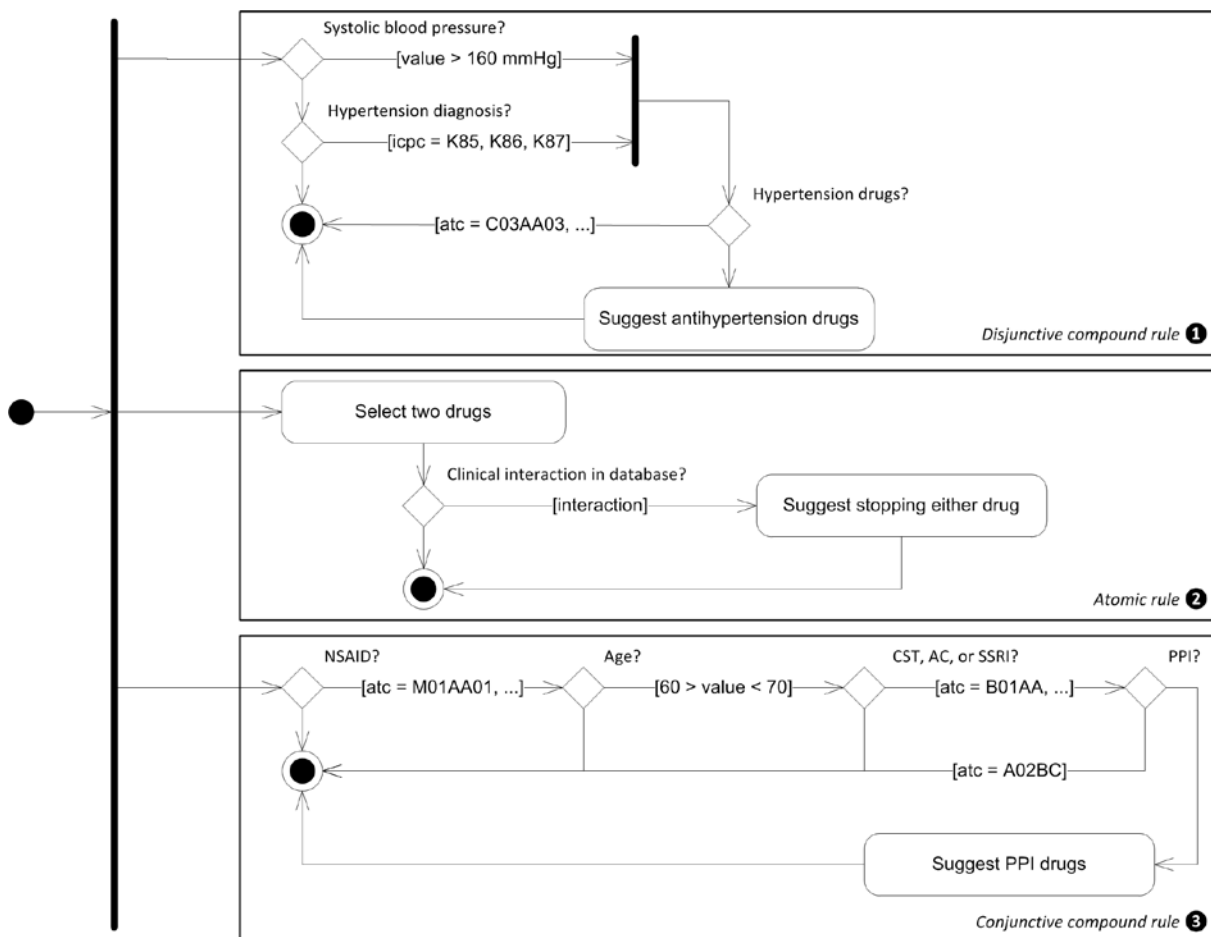 Systolic blood pressure?
[value > 160 mmHg]
Hypertension diagnosis?
[icpc = K85, K86, K87]
Hypertension drugs?
[atc = C03AA03, ...]
Suggest antihypertension drugs
Disjunctive compound rule 1
Select two drugs
Clinical interaction in database?
[interaction]
Suggest stopping either drug
Atomic rule 2
NSAID?
Age?
CST, AC, or SSRI?
PPI?
[atc = M01AA01, ...]
[60 > value < 70]
[atc = B01AA, ...]
[atc = A02BC]
Suggest PPI drugs
Conjunctive compound rule 3